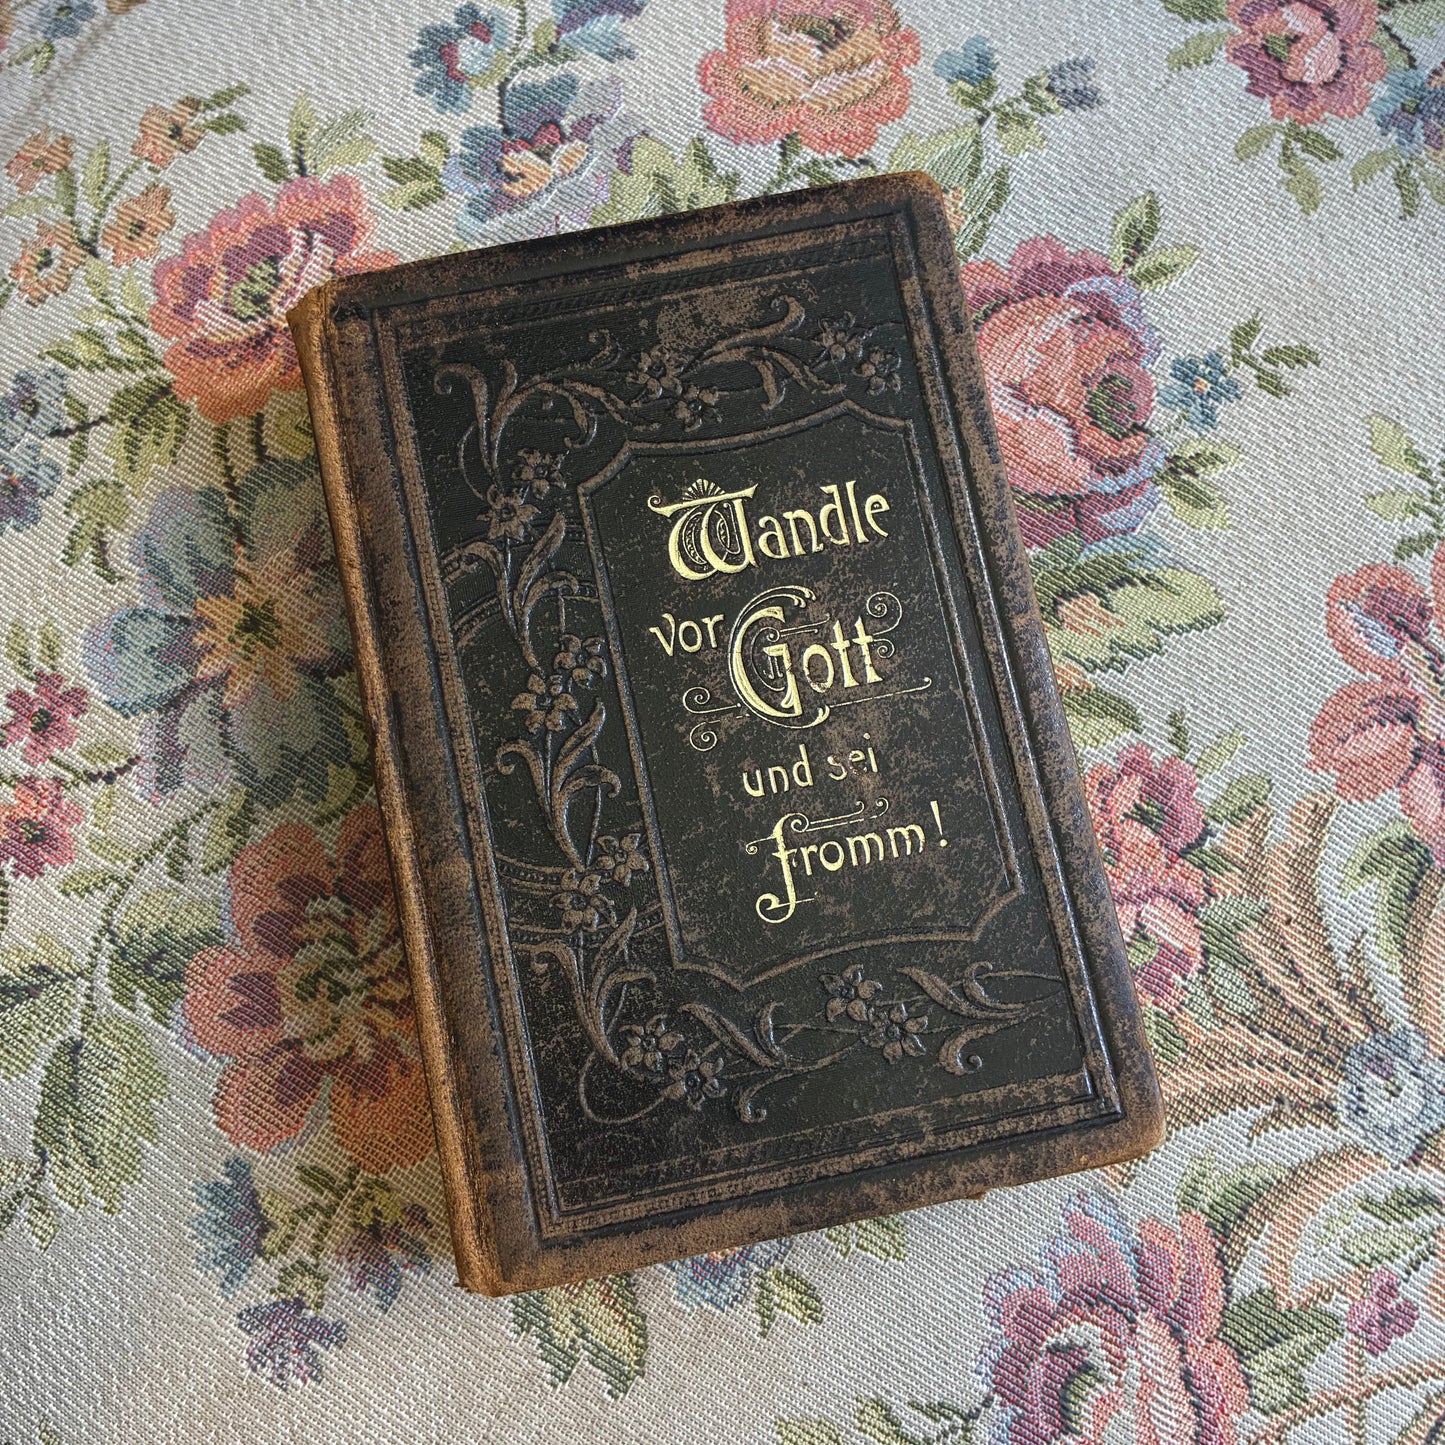 Wandle
vor Gott
und sei
fromm!